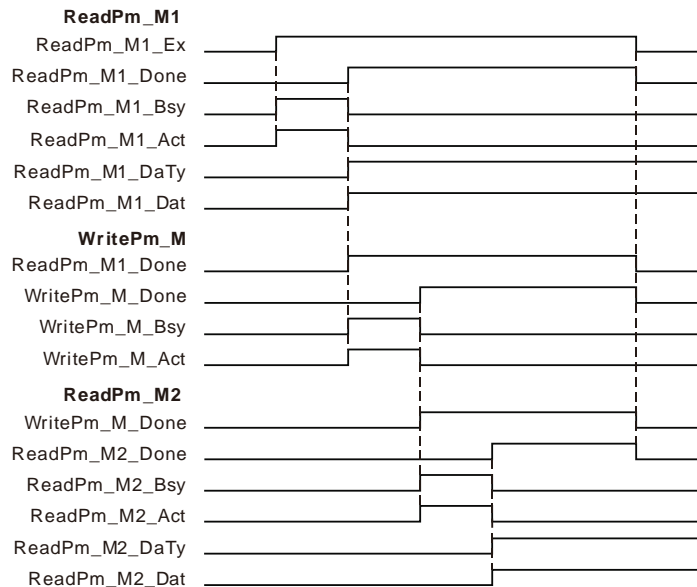 ReadPm_M1
ReadPm_M1_Ex
ReadPm_M1_Done
ReadPm_M1_Bsy
ReadPm_M1_Act
ReadPm_M1_DaTy
ReadPm_M1_Dat
WritePm_M
ReadPm_M1_Done
WritePm_M_Done
WritePm_M_Bsy
WritePm_M_Act
ReadPm_M2
WritePm_M_Done
ReadPm_M2_Done
ReadPm_M2_Bsy
ReadPm_M2_Act
ReadPm_M2_DaTy
ReadPm_M2_Dat